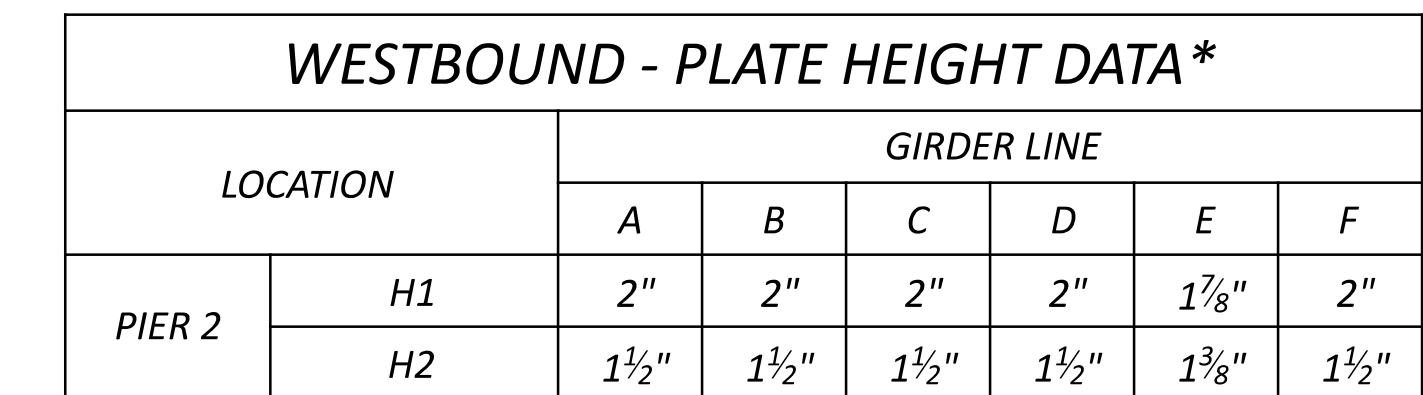 WESTBOUND - PLATE HEIGHT DATA*
LOCATION GIRDER LINE
A B C D E F
PIER 2 H1 2" 2" 2" 2" 1⅞" 2"
H2 1½" 1½" 1½" 1½" 1⅜" 1½"